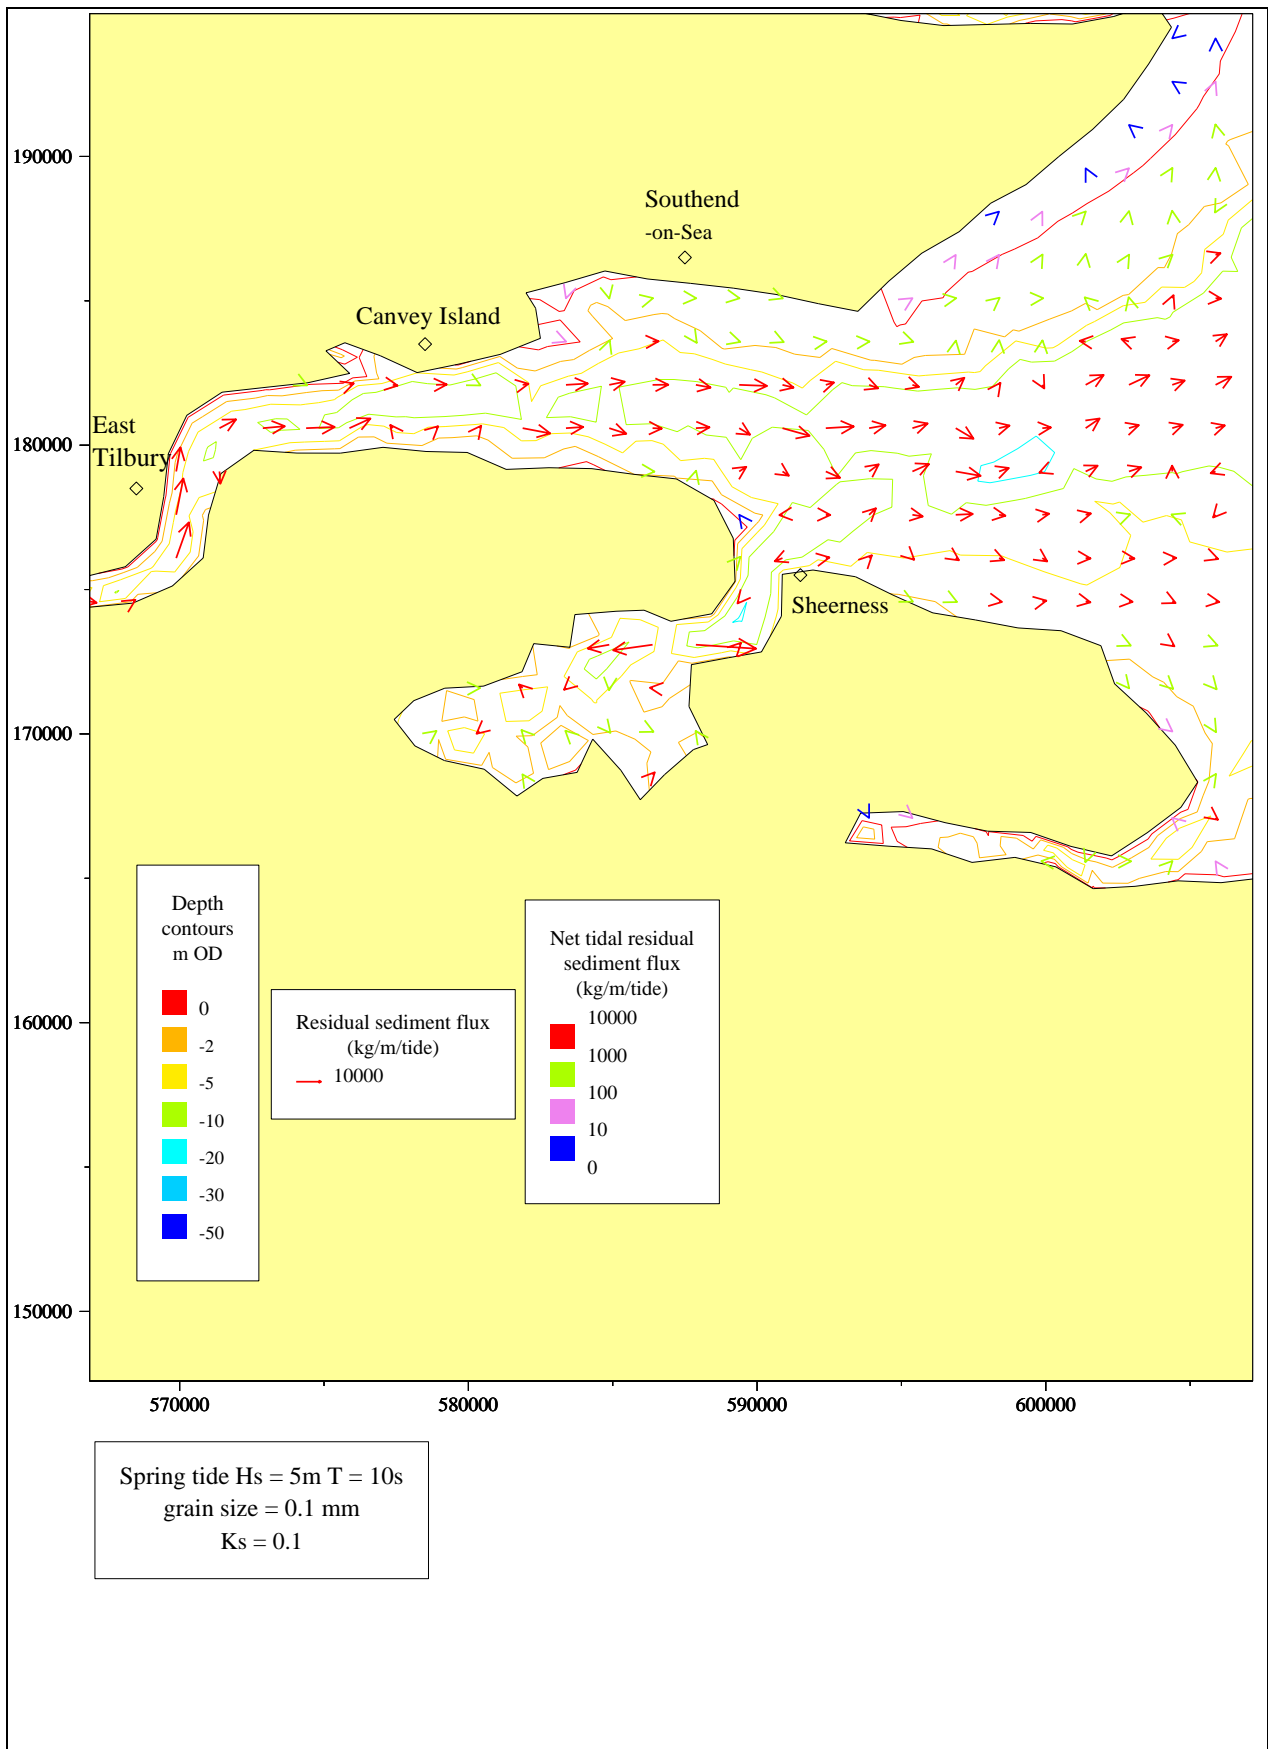 190000
180000
170000
160000
150000
Southend
-on-Sea
Canvey Island
East
Tilbury
Sheerness
Depth
contours
m OD
0
-2
-5
-10
-20
-30
-50
Residual sediment flux
(kg/m/tide)
10000
Net tidal residual
sediment flux
(kg/m/tide)
10000
1000
100
10
0
570000 580000 590000 600000
Spring tide Hs = 5m T = 10s
grain size = 0.1 mm
Ks = 0.1